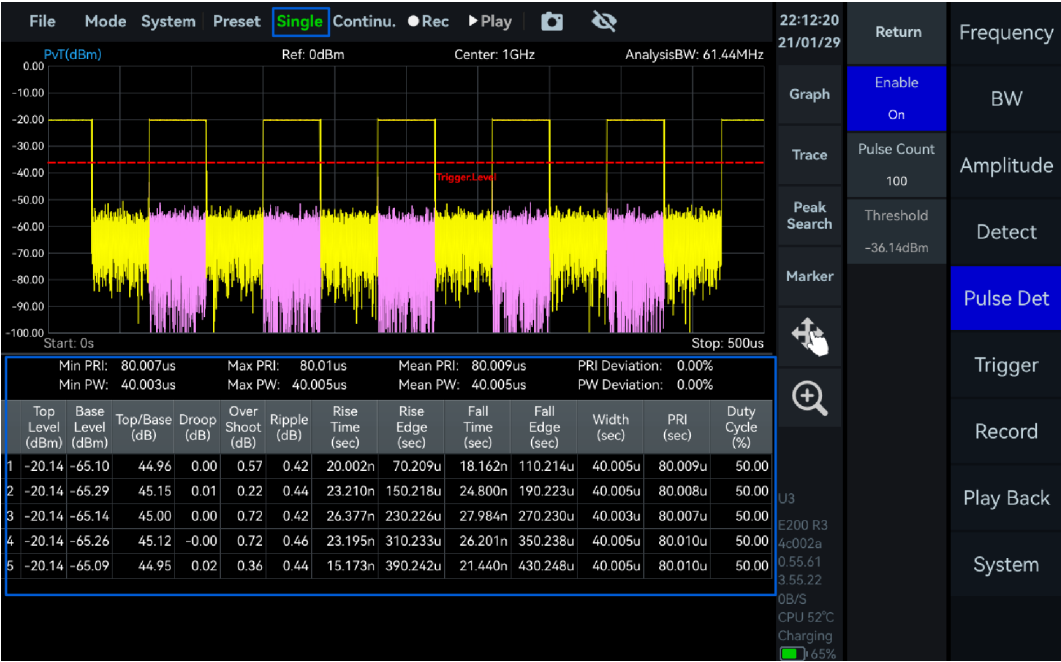 File Mode System Preset Single Continu. Rec Play
22:12:20
21/01/29
PvT(dBm) Ref: 0dBm Center: 1GHz AnalysisBW: 61.44MHz
0.00
-10.00
-20.00
-30.00
-40.00
-50.00
-60.00
-70.00
-80.00
-90.00
-100.00
Trigger.Level
Start: 0s Stop: 500us
Min PRI: 80.007us Max PRI: 80.01us Mean PRI: 80.009us PRI Deviation: 0.00%
Min PW: 40.003us Max PW: 40.005us Mean PW: 40.005us PW Deviation: 0.00%
Top Level (dBm) Base Level (dBm) Top/Base (dB) Droop (dB) Over Shoot (dB) Ripple (dB) Rise Time (sec) Rise Edge (sec) Fall Time (sec) Fall Edge (sec) Width (sec) PRI (sec) Duty Cycle (%)
1 -20.14 -65.10 44.96 0.00 0.57 0.42 20.002n 70.209u 18.162n 110.214u 40.005u 80.009u 50.00
2 -20.14 -65.29 45.15 0.01 0.22 0.44 23.210n 150.218u 24.800n 190.223u 40.005u 80.008u 50.00
3 -20.14 -65.14 45.00 0.00 0.72 0.42 26.377n 230.226u 27.984n 270.230u 40.003u 80.007u 50.00
4 -20.14 -65.26 45.12 -0.00 0.72 0.46 23.195n 310.233u 26.201n 350.238u 40.005u 80.010u 50.00
5 -20.14 -65.09 44.95 0.02 0.36 0.44 15.173n 390.242u 21.440n 430.248u 40.005u 80.010u 50.00
Graph
Trace
Peak
Search
Marker
U3
E200 R3
4c002a
0.55.61
3.55.22
0B/S
CPU 52℃
Charging
65%
Return
Enable
On
Pulse Count
100
Threshold
-36.14dBm
Frequency
BW
Amplitude
Detect
Pulse Det
Trigger
Record
Play Back
System